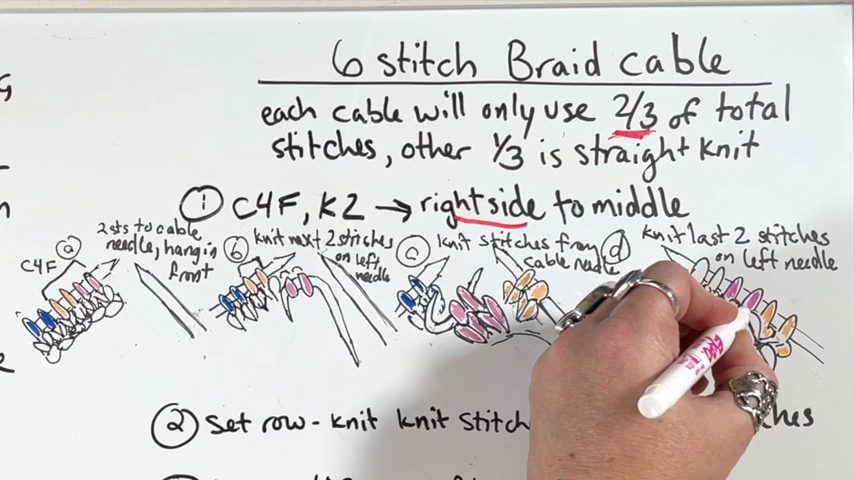 6 stitch Braid cable
each cable will only use 2/3 of total
stitches, other 1/3 is straight knit
① C4F, K2 → right side to middle
ⓐ
C4F
2 sts to cable
needle, hang in
front
ⓑ knit next 2 stitches
on left
needle
ⓒ knit stitches from
cable needle
ⓓ knit last 2 stitches
on left needle
② Set row - knit knit stitch